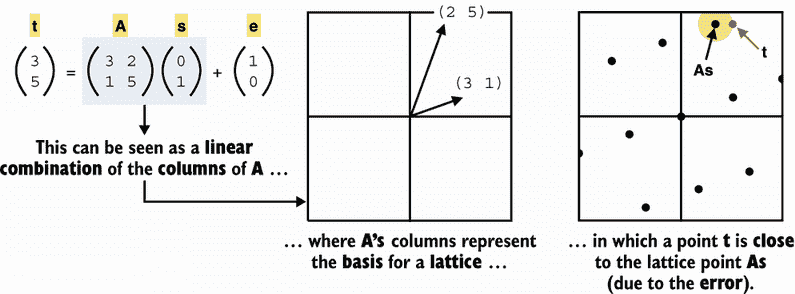 t A s e
(3 5) = (3 2 1 5) (0 1) + (1 0)
This can be seen as a linear
combination of the columns of A ...
(2 5)
(3 1)
... where A's columns represent
the basis for a lattice ...
As
t
... in which a point t is close
to the lattice point As
(due to the error).